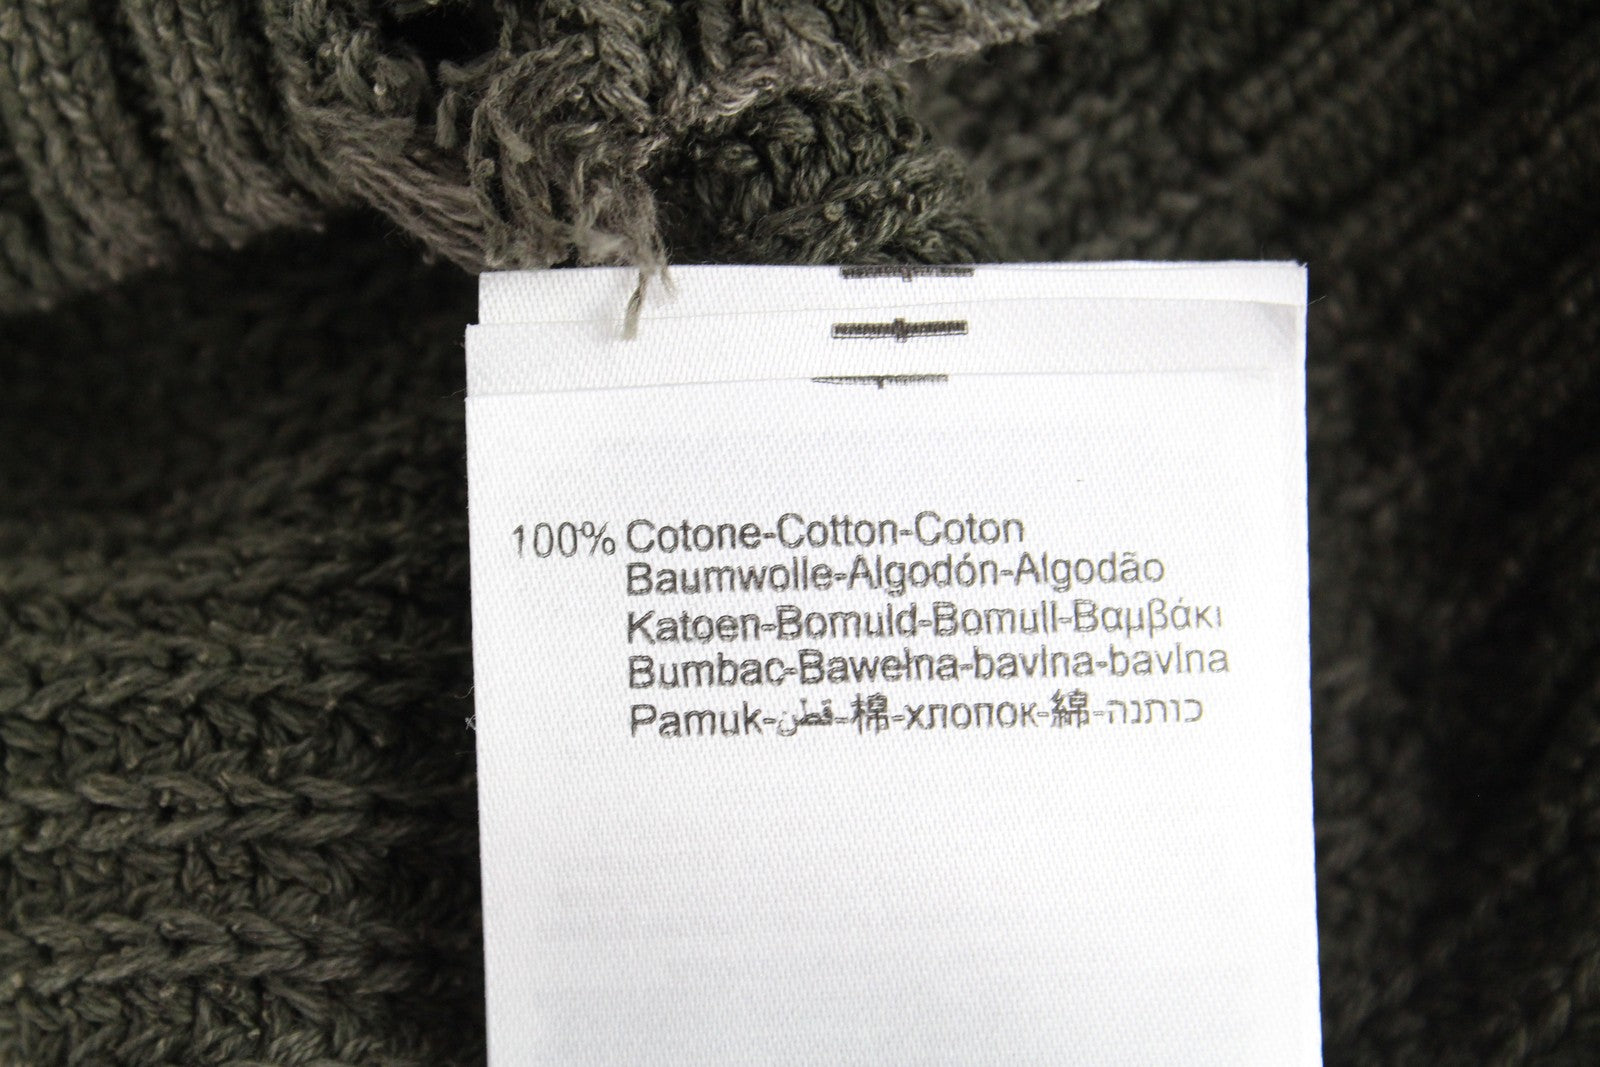 100% Cotone-Cotton-Coton
Baumwolle-Algodón-Algodão
Katoen-Bomuld-Bomull-Βαμβάκι
Bumbac-Bawełna-bavlna-bavlna
Pamuk-قطن-棉-хлопок-綿-כותנה